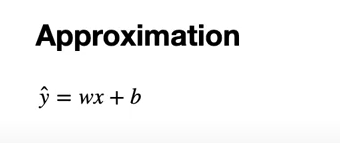 Approximation
ŷ = wx + b